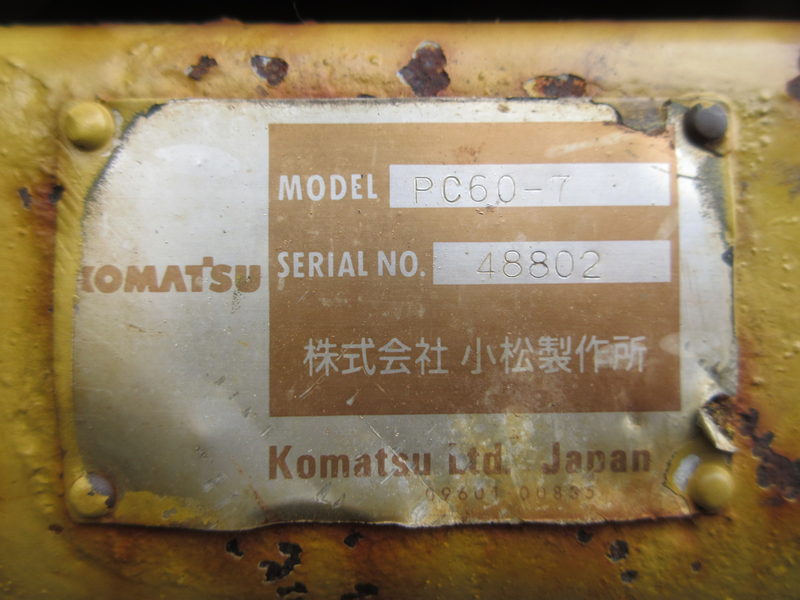 MODEL PC60-7
KOMATSU
SERIAL NO. 48802
株式会社 小松製作所
Komatsu Ltd. Japan
09601 00835